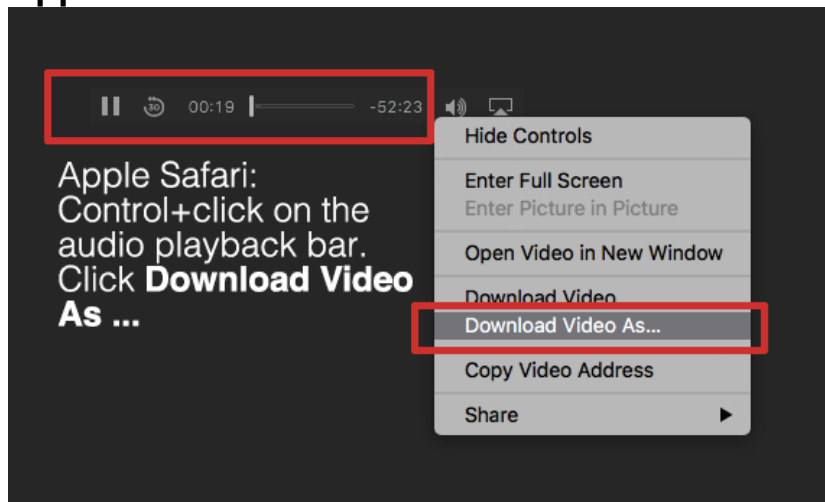 30 00:19 -52:23
Apple Safari:
Control+click on the
audio playback bar.
Click Download Video
As ...
Hide Controls
Enter Full Screen
Enter Picture in Picture
Open Video in New Window
Download Video
Download Video As...
Copy Video Address
Share